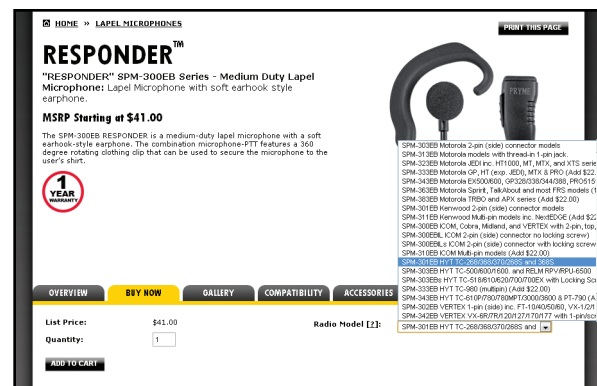 HOME » LAPEL MICROPHONES
PRINT THIS PAGE
RESPONDER™
"RESPONDER" SPM-300EB Series - Medium Duty Lapel
Microphone: Lapel Microphone with soft earhook style
earphone.
MSRP Starting at $41.00
The SPM-300EB RESPONDER is a medium-duty lapel microphone with a soft
earhook-style earphone. The combination microphone-PTT features a 360
degree rotating clothing clip that can be used to secure the microphone to the
user's shirt.
1
YEAR
WARRANTY
PRYME
SPM-303EB Motorola 2-pin (side) connector models
SPM-313EB Motorola models with thread-in 1-pin jack.
SPM-323EB Motorola JEDI inc. HT1000, MT, MTX, and XTS series
SPM-333EB Motorola GP, HT (exp. JEDI), MTX & PRO (Add $22.
SPM-343EB Motorola EX500/600, GP328/338/344/388, PRO515
SPM-363EB Motorola Sprint, TalkAbout and most FRS models (1
SPM-383EB Motorola TRBO and APX series (Add $22.00)
SPM-301EB Kenwood 2-pin (side) connector models
SPM-311EB Kenwood Multi-pin models inc. NexEDGE (Add $22
SPM-300EB ICOM, Cobra, Midland, and VERTEX with 2-pin, top,
SPM-300EBIL ICOM 2-pin (side) connector no locking screw)
SPM-300EBILs ICOM 2-pin (side) connector with locking screw
SPM-310EB ICOM Multi-pin models (Add $22.00)
SPM-301EB HYT TC-268/368/370/268S and 368S
SPM-303EB HYT TC-500/600/1600. and RELM RPV/RPU-6500
SPM-303EBs HYT TC-518/610/620/700/700EX with Locking Scr
SPM-333EB HYT TC-980 (multipin) (Add $22.00)
SPM-343EB HYT TC-610P/780/780MPT/3000/3600 & PT-790 (A
SPM-302EB VERTEX 1-pin (side) inc. FT-10/40/50/60, VX-1/2/1
SPM-342EB VERTEX VX-6R/7R/120/127/170/177 with 1-pin/scr
OVERVIEW
BUY NOW
GALLERY
COMPATIBILITY
ACCESSORIES
List Price: $41.00
Radio Model [?]: SPM-301EB HYT TC-268/368/370/268S and
Quantity: 1
ADD TO CART